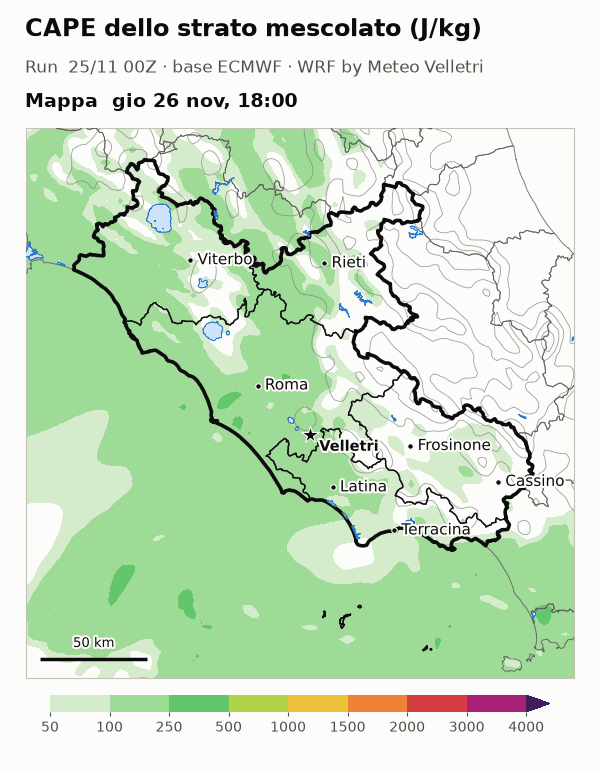 CAPE dello strato mescolato (J/kg)
Run  25/11 00Z · base ECMWF · WRF by Meteo Velletri
Mappa  gio 26 nov, 18:00
Viterbo
Rieti
Roma
Velletri
Frosinone
Latina
Cassino
Terracina
50 km
50 100 250 500 1000 1500 2000 3000 4000